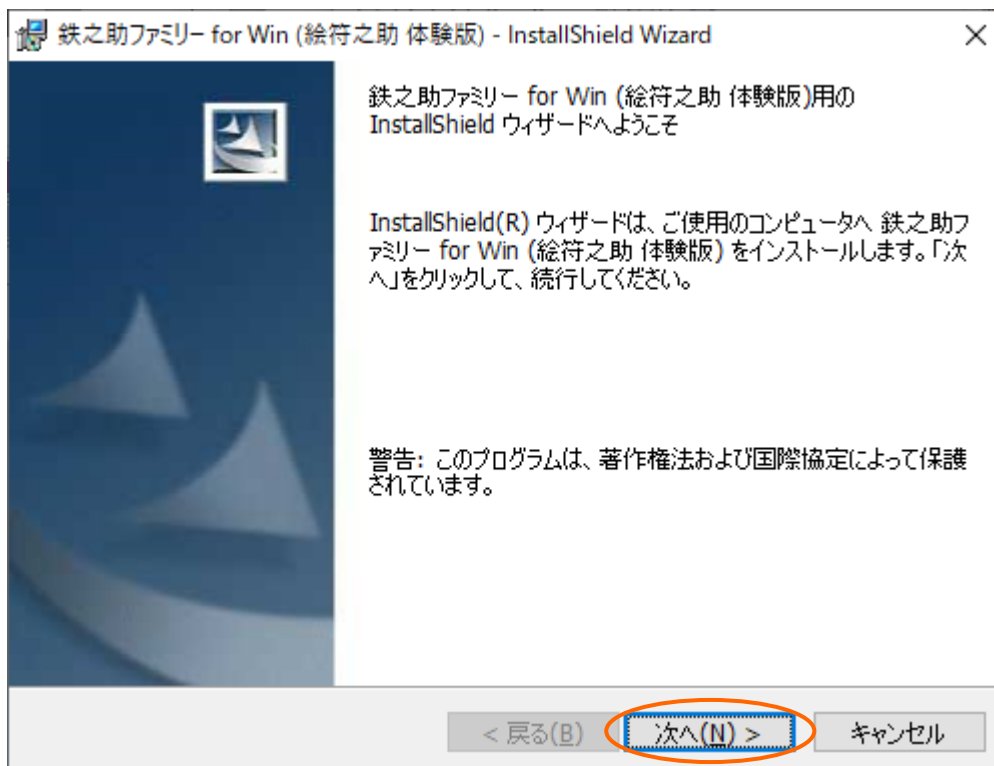 鉄之助ファミリー for Win (絵符之助 体験版) - InstallShield Wizard
鉄之助ファミリー for Win (絵符之助 体験版)用の
InstallShield ウィザードへようこそ
InstallShield(R) ウィザードは、ご使用のコンピュータへ 鉄之助フ
ァミリー for Win (絵符之助 体験版) をインストールします。「次
へ」をクリックして、続行してください。
警告: このプログラムは、著作権法および国際協定によって保護
されています。
< 戻る(B) 次へ(N) > キャンセル